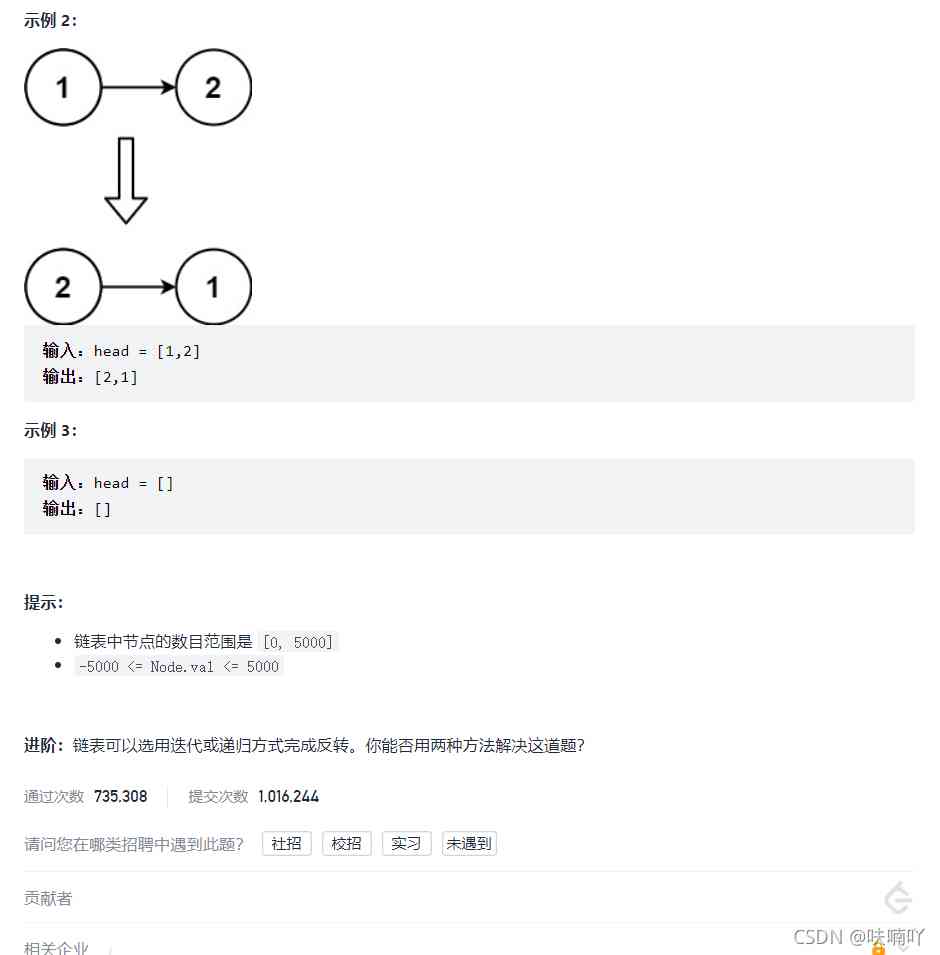 示例 2：
1 2
2 1
输入：head = [1,2]
输出：[2,1]
示例 3：
输入：head = []
输出：[]
提示：
链表中节点的数目范围是 [0, 5000]
-5000 <= Node.val <= 5000
进阶：链表可以选用迭代或递归方式完成反转。你能否用两种方法解决这道题？
通过次数 735,308 提交次数 1,016,244
请问您在哪类招聘中遇到此题？ 社招 校招 实习 未遇到
贡献者
相关企业
CSDN @呋喃吖